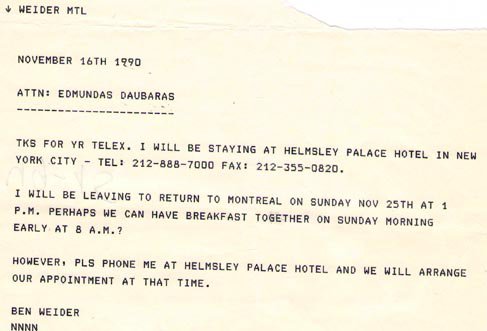 ↓ WEIDER MTL
NOVEMBER 16TH 1990
ATTN: EDMUNDAS DAUBARAS
-----------------------
TKS FOR YR TELEX. I WILL BE STAYING AT HELMSLEY PALACE HOTEL IN NEW
YORK CITY - TEL: 212-888-7000 FAX: 212-355-0820.
I WILL BE LEAVING TO RETURN TO MONTREAL ON SUNDAY NOV 25TH AT 1
P.M. PERHAPS WE CAN HAVE BREAKFAST TOGETHER ON SUNDAY MORNING
EARLY AT 8 A.M.?
HOWEVER, PLS PHONE ME AT HELMSLEY PALACE HOTEL AND WE WILL ARRANGE
OUR APPOINTMENT AT THAT TIME.
BEN WEIDER
NNNN